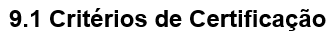 9.1 Critérios de Certificação